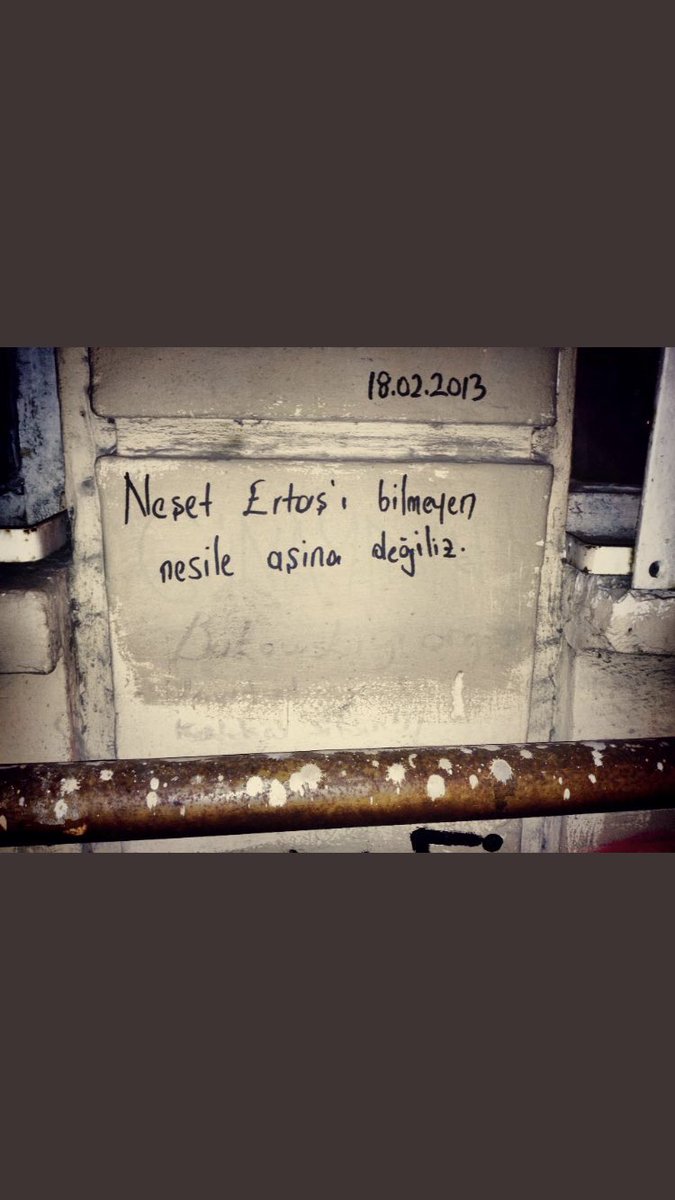 18.02.2013
Neşet Ertaş'ı bilmeyen
nesile aşina değiliz.